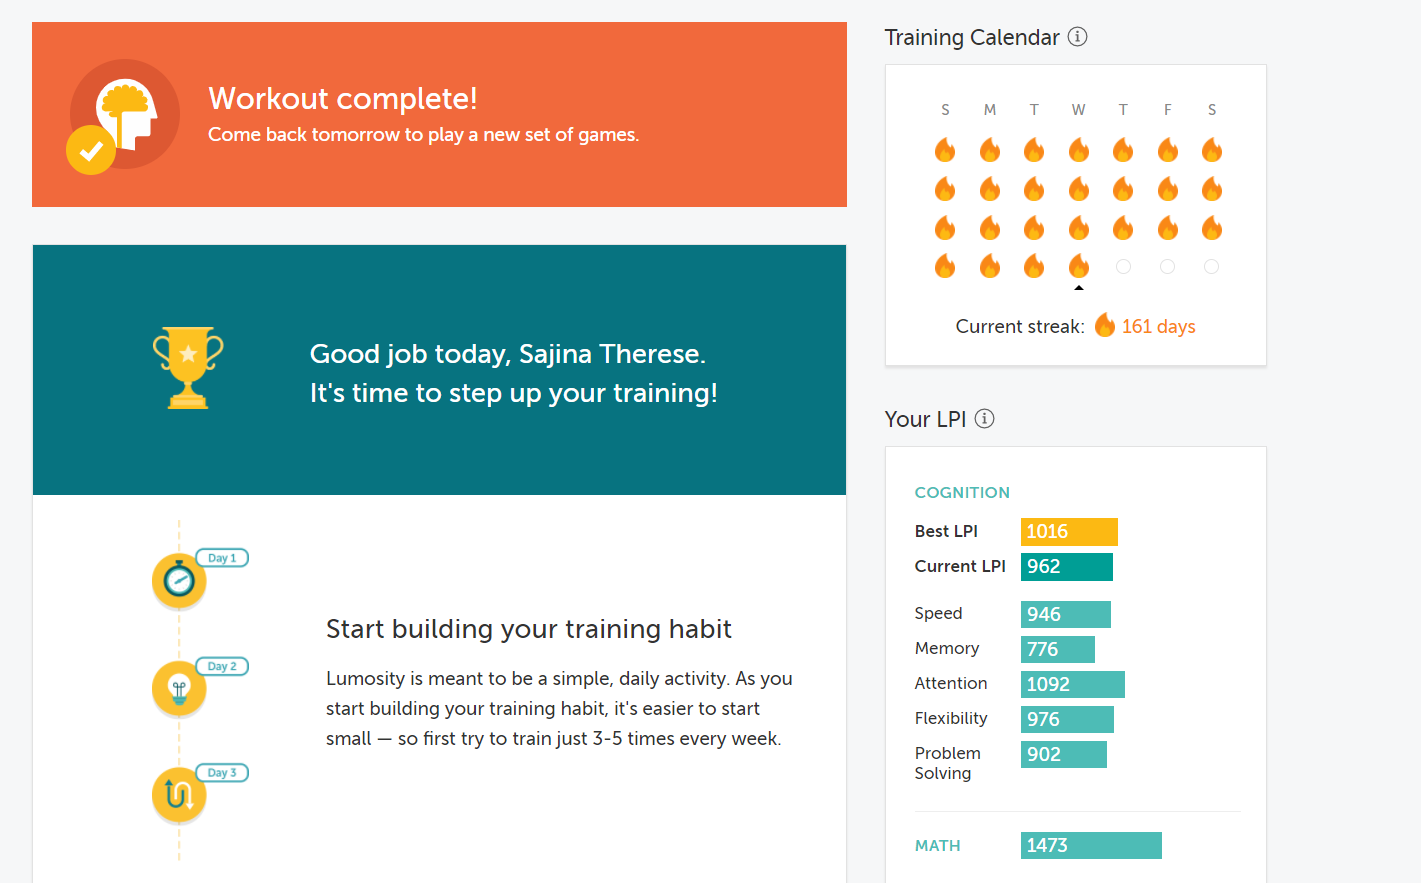 Workout complete!
Come back tomorrow to play a new set of games.
Good job today, Sajina Therese.
It's time to step up your training!
Day 1
Day 2
Day 3
Start building your training habit
Lumosity is meant to be a simple, daily activity. As you
start building your training habit, it's easier to start
small — so first try to train just 3-5 times every week.
Training Calendar
S M T W T F S
Current streak: 161 days
Your LPI
COGNITION
Best LPI 1016
Current LPI 962
Speed 946
Memory 776
Attention 1092
Flexibility 976
Problem
Solving 902
MATH 1473